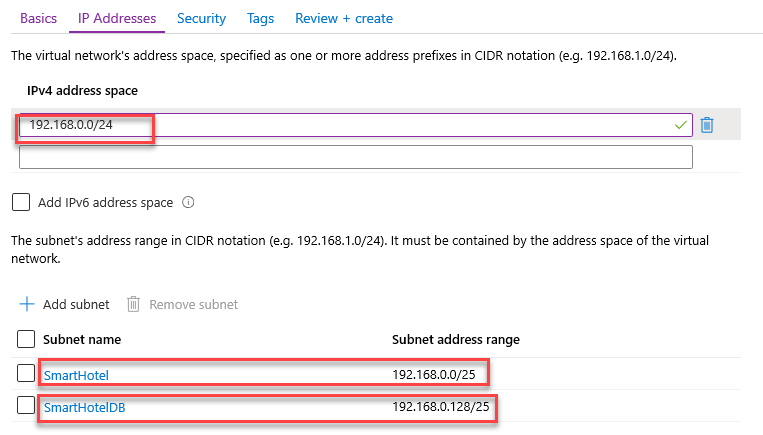 Basics IP Addresses Security Tags Review + create
The virtual network's address space, specified as one or more address prefixes in CIDR notation (e.g. 192.168.1.0/24).
IPv4 address space
192.168.0.0/24
Add IPv6 address space
The subnet's address range in CIDR notation (e.g. 192.168.1.0/24). It must be contained by the address space of the virtual
network.
Add subnet Remove subnet
Subnet name Subnet address range
SmartHotel 192.168.0.0/25
SmartHotelDB 192.168.0.128/25